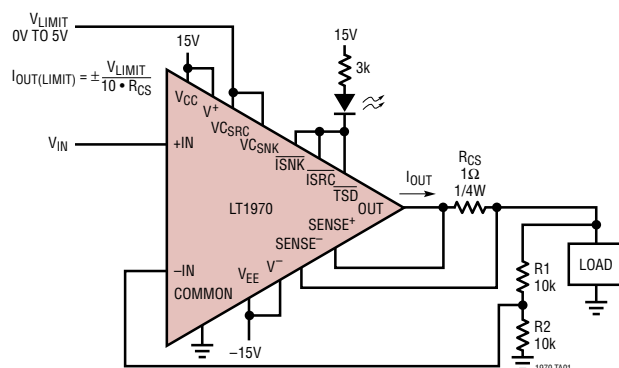 VLIMIT
0V TO 5V
15V
15V
3k
IOUT(LIMIT) = ± VLIMIT
10 • RCS
VCC
V+
VCSRC
VCSNK
VIN
+IN
ISNK
ISRC
TSD
LT1970
OUT
IOUT
RCS
1Ω
1/4W
SENSE+
SENSE–
V–
VEE
–IN
COMMON
–15V
R1
10k
LOAD
R2
10k
1970 TA01